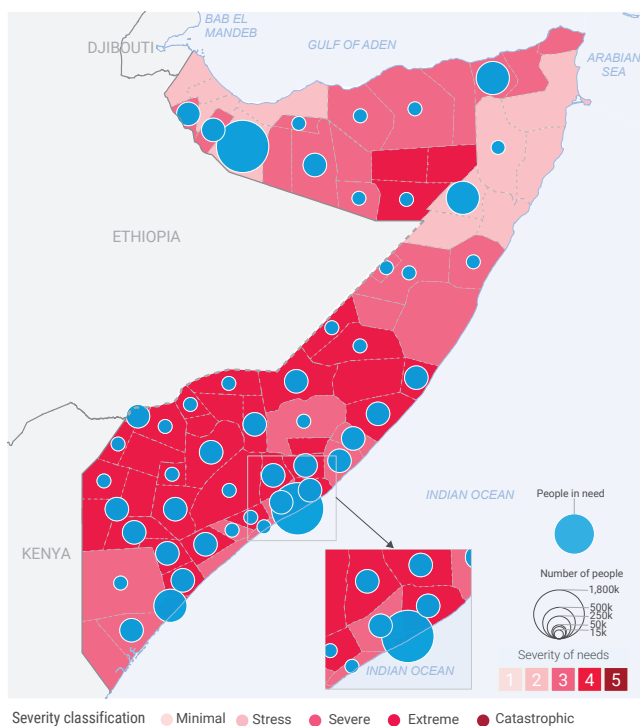 BAB EL
MANDEB
DJIBOUTI
GULF OF ADEN
ARABIAN
SEA
ETHIOPIA
INDIAN OCEAN
People in need
KENYA
Number of people
1,800k
500k
250k
50k
15k
INDIAN OCEAN
Severity of needs
1 2 3 4 5
Severity classification Minimal Stress Severe Extreme Catastrophic